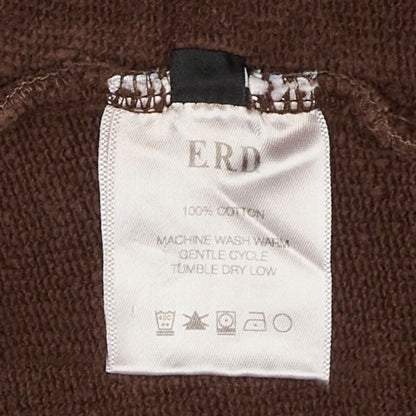 ERD
100% COTTON
MACHINE WASH WARM
GENTLE CYCLE
TUMBLE DRY LOW